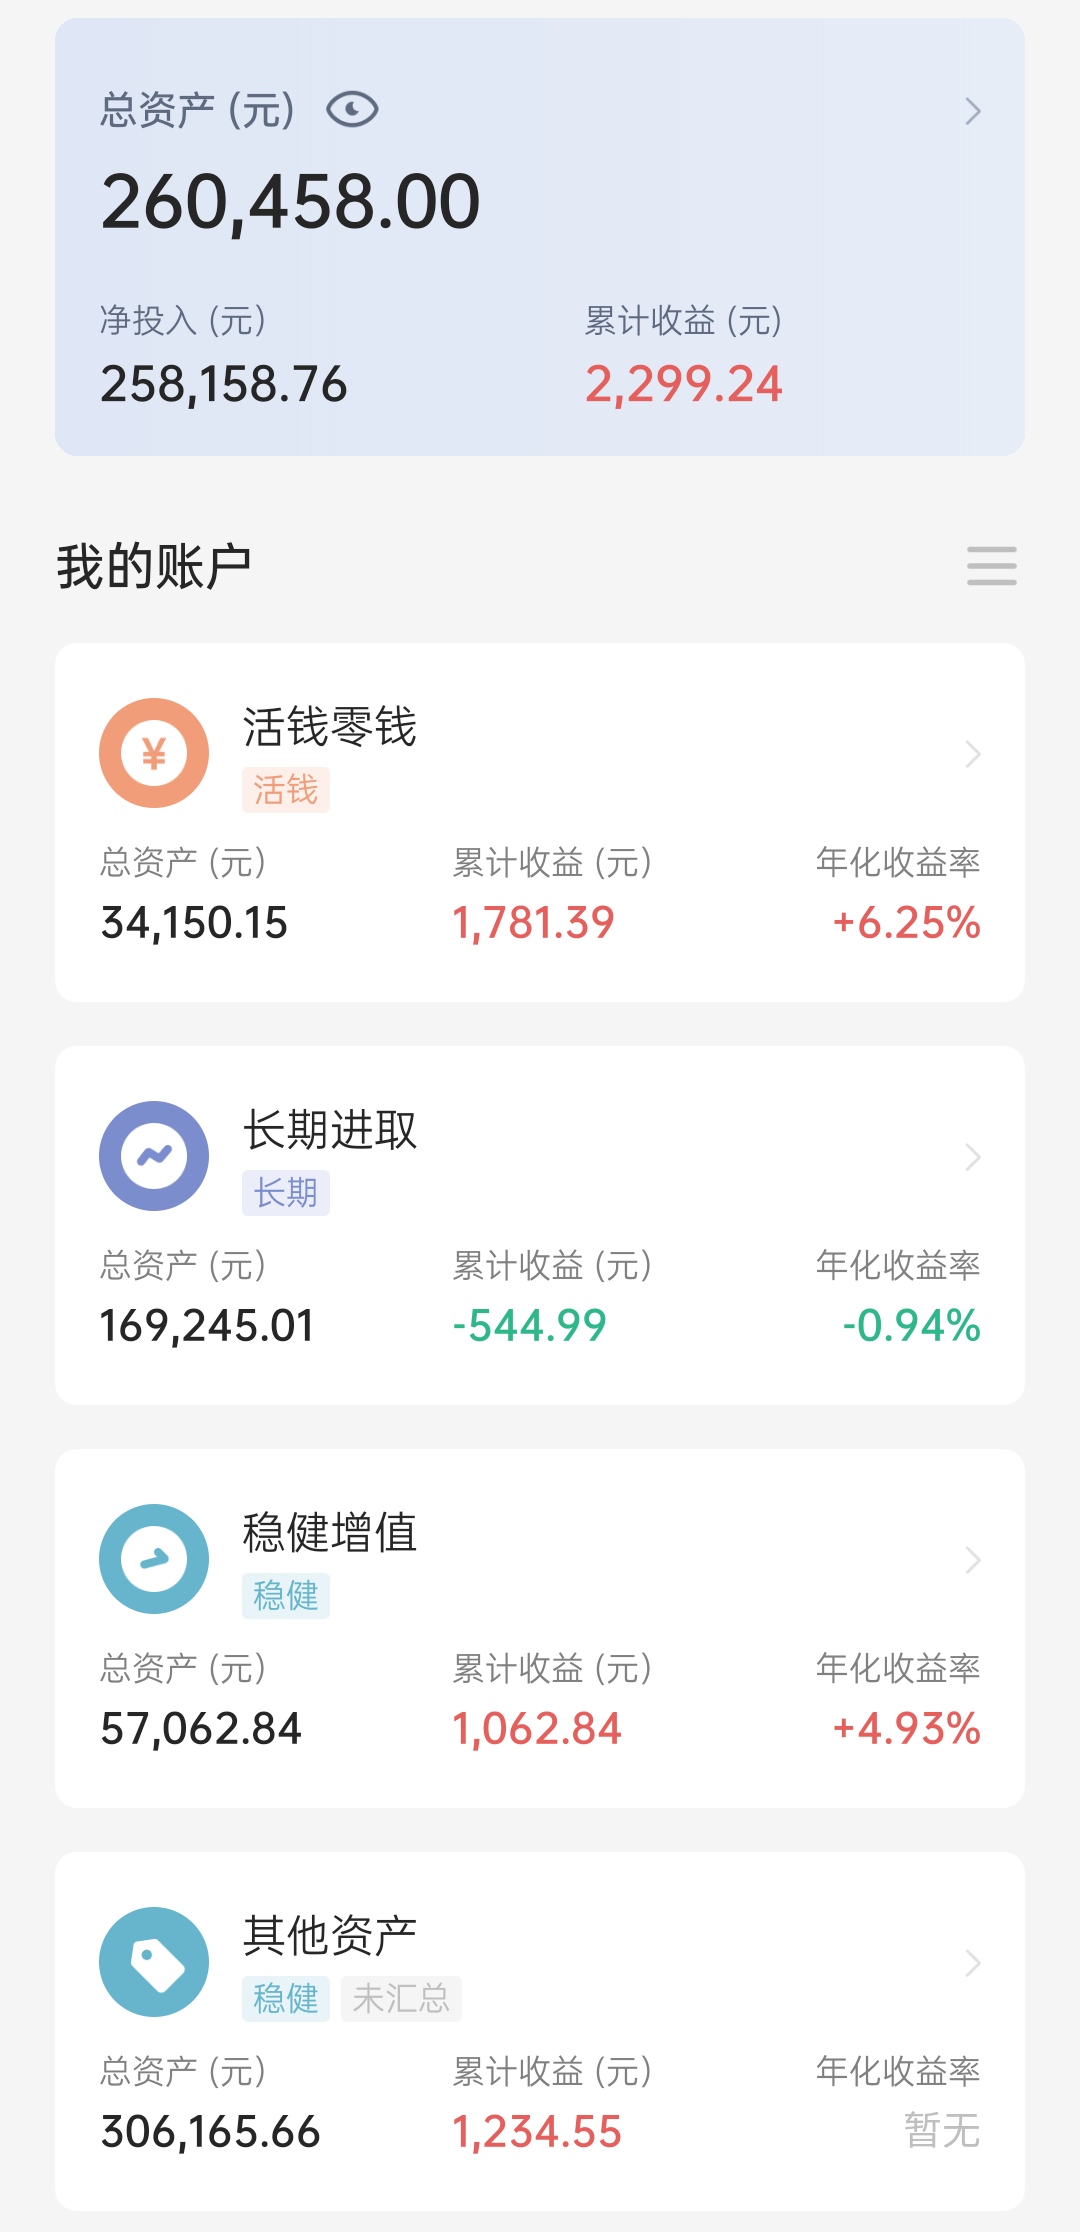 总资产 (元)
260,458.00
净投入 (元) 累计收益 (元)
258,158.76 2,299.24
我的账户
¥ 活钱零钱
活钱
总资产 (元) 累计收益 (元) 年化收益率
34,150.15 1,781.39 +6.25%
长期进取
长期
总资产 (元) 累计收益 (元) 年化收益率
169,245.01 -544.99 -0.94%
稳健增值
稳健
总资产 (元) 累计收益 (元) 年化收益率
57,062.84 1,062.84 +4.93%
其他资产
稳健 未汇总
总资产 (元) 累计收益 (元) 年化收益率
306,165.66 1,234.55 暂无